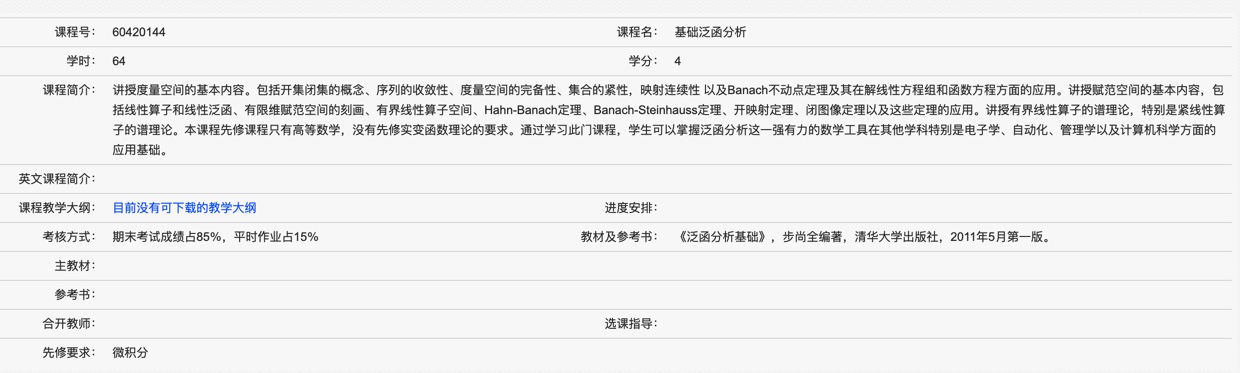 课程号： 60420144 课程名： 基础泛函分析
学时： 64 学分： 4
课程简介： 讲授度量空间的基本内容。包括开集闭集的概念、序列的收敛性、度量空间的完备性、集合的紧性，映射连续性 以及Banach不动点定理及其在解线性方程组和函数方程方面的应用。讲授赋范空间的基本内容，包
括线性算子和线性泛函、有限维赋范空间的刻画、有界线性算子空间、Hahn-Banach定理、Banach-Steinhauss定理、开映射定理、闭图像定理以及这些定理的应用。讲授有界线性算子的谱理论，特别是紧线性算
子的谱理论。本课程先修课程只有高等数学，没有先修实变函数理论的要求。通过学习此门课程，学生可以掌握泛函分析这一强有力的数学工具在其他学科特别是电子学、自动化、管理学以及计算机科学方面的
应用基础。
英文课程简介：
课程教学大纲： 目前没有可下载的教学大纲 进度安排：
考核方式： 期末考试成绩占85%，平时作业占15% 教材及参考书： 《泛函分析基础》，步尚全编著，清华大学出版社，2011年5月第一版。
主教材：
参考书：
合开教师： 选课指导：
先修要求： 微积分